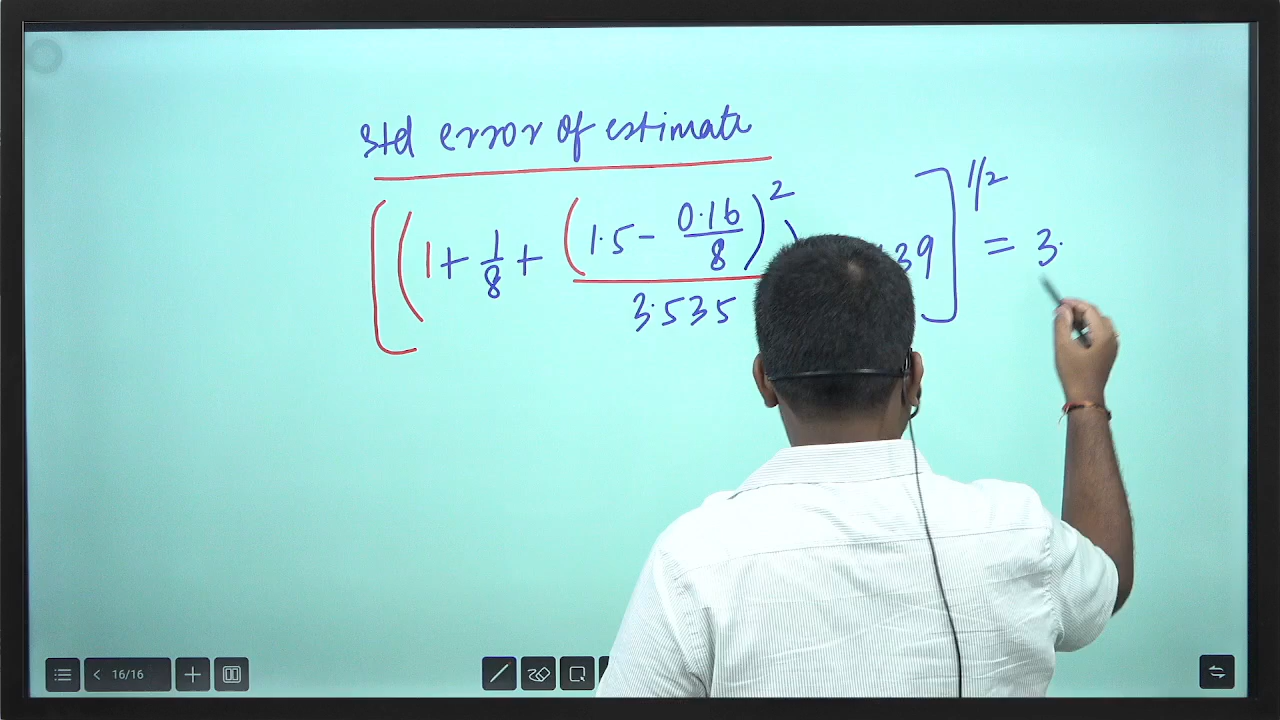 std error of estimate
[(1 + 1/8 + (1.5 - 0.16/8)^2 / 3.535) 39]^1/2 = 3.
16/16